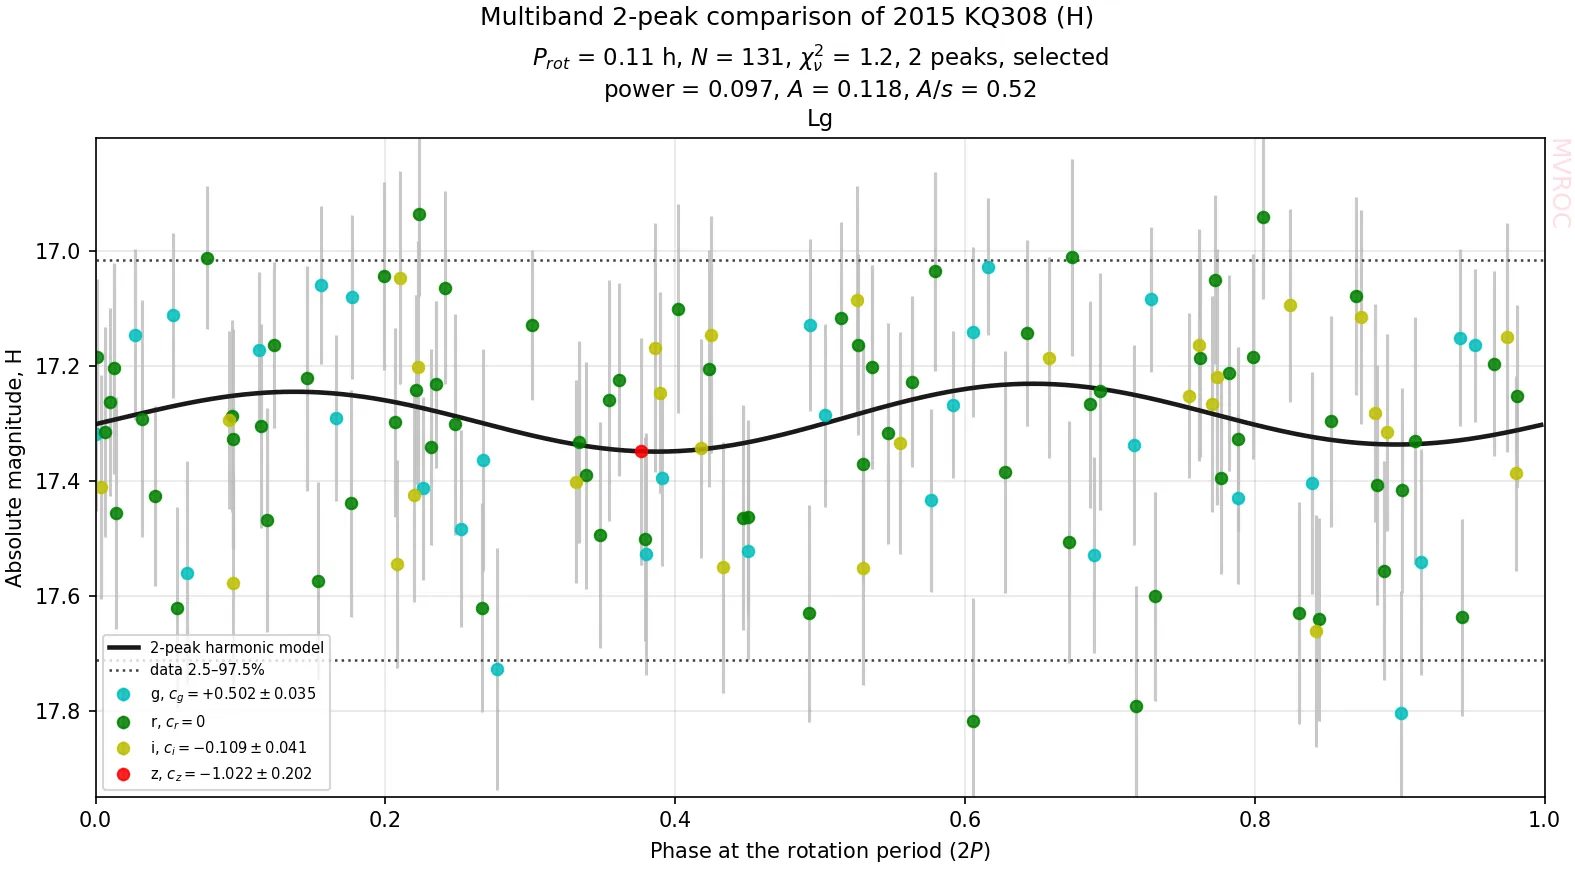 Multiband 2-peak comparison of 2015 KQ308 (H)
P_rot = 0.11 h, N = 131, χ²_ν = 1.2, 2 peaks, selected
power = 0.097, A = 0.118, A/s = 0.52
Lg
MVROC
Absolute magnitude, H
17.0
17.2
17.4
17.6
17.8
2-peak harmonic model
data 2.5–97.5%
g, c_g = +0.502 ± 0.035
r, c_r = 0
i, c_i = −0.109 ± 0.041
z, c_z = −1.022 ± 0.202
0.0 0.2 0.4 0.6 0.8 1.0
Phase at the rotation period (2P)